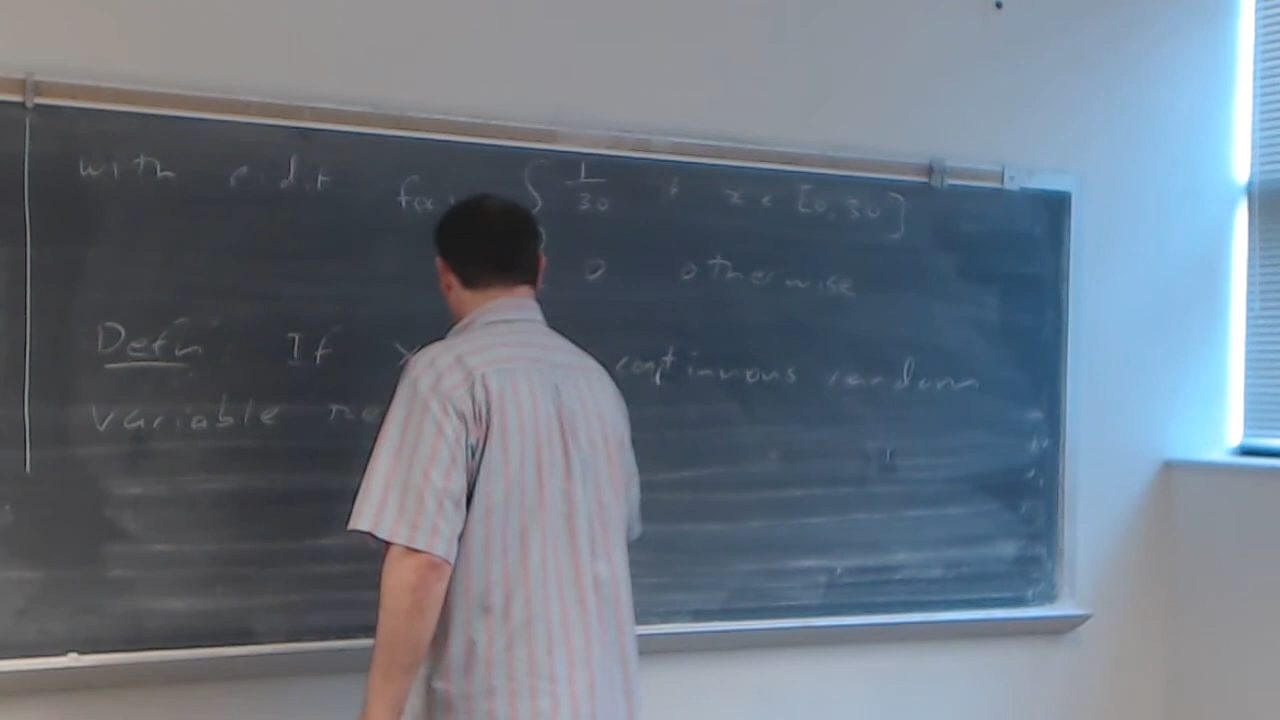 with p.d.f f(x) { 1/30 if x ∈ [0, 30]
0 otherwise
Defn If X continuous random
variable